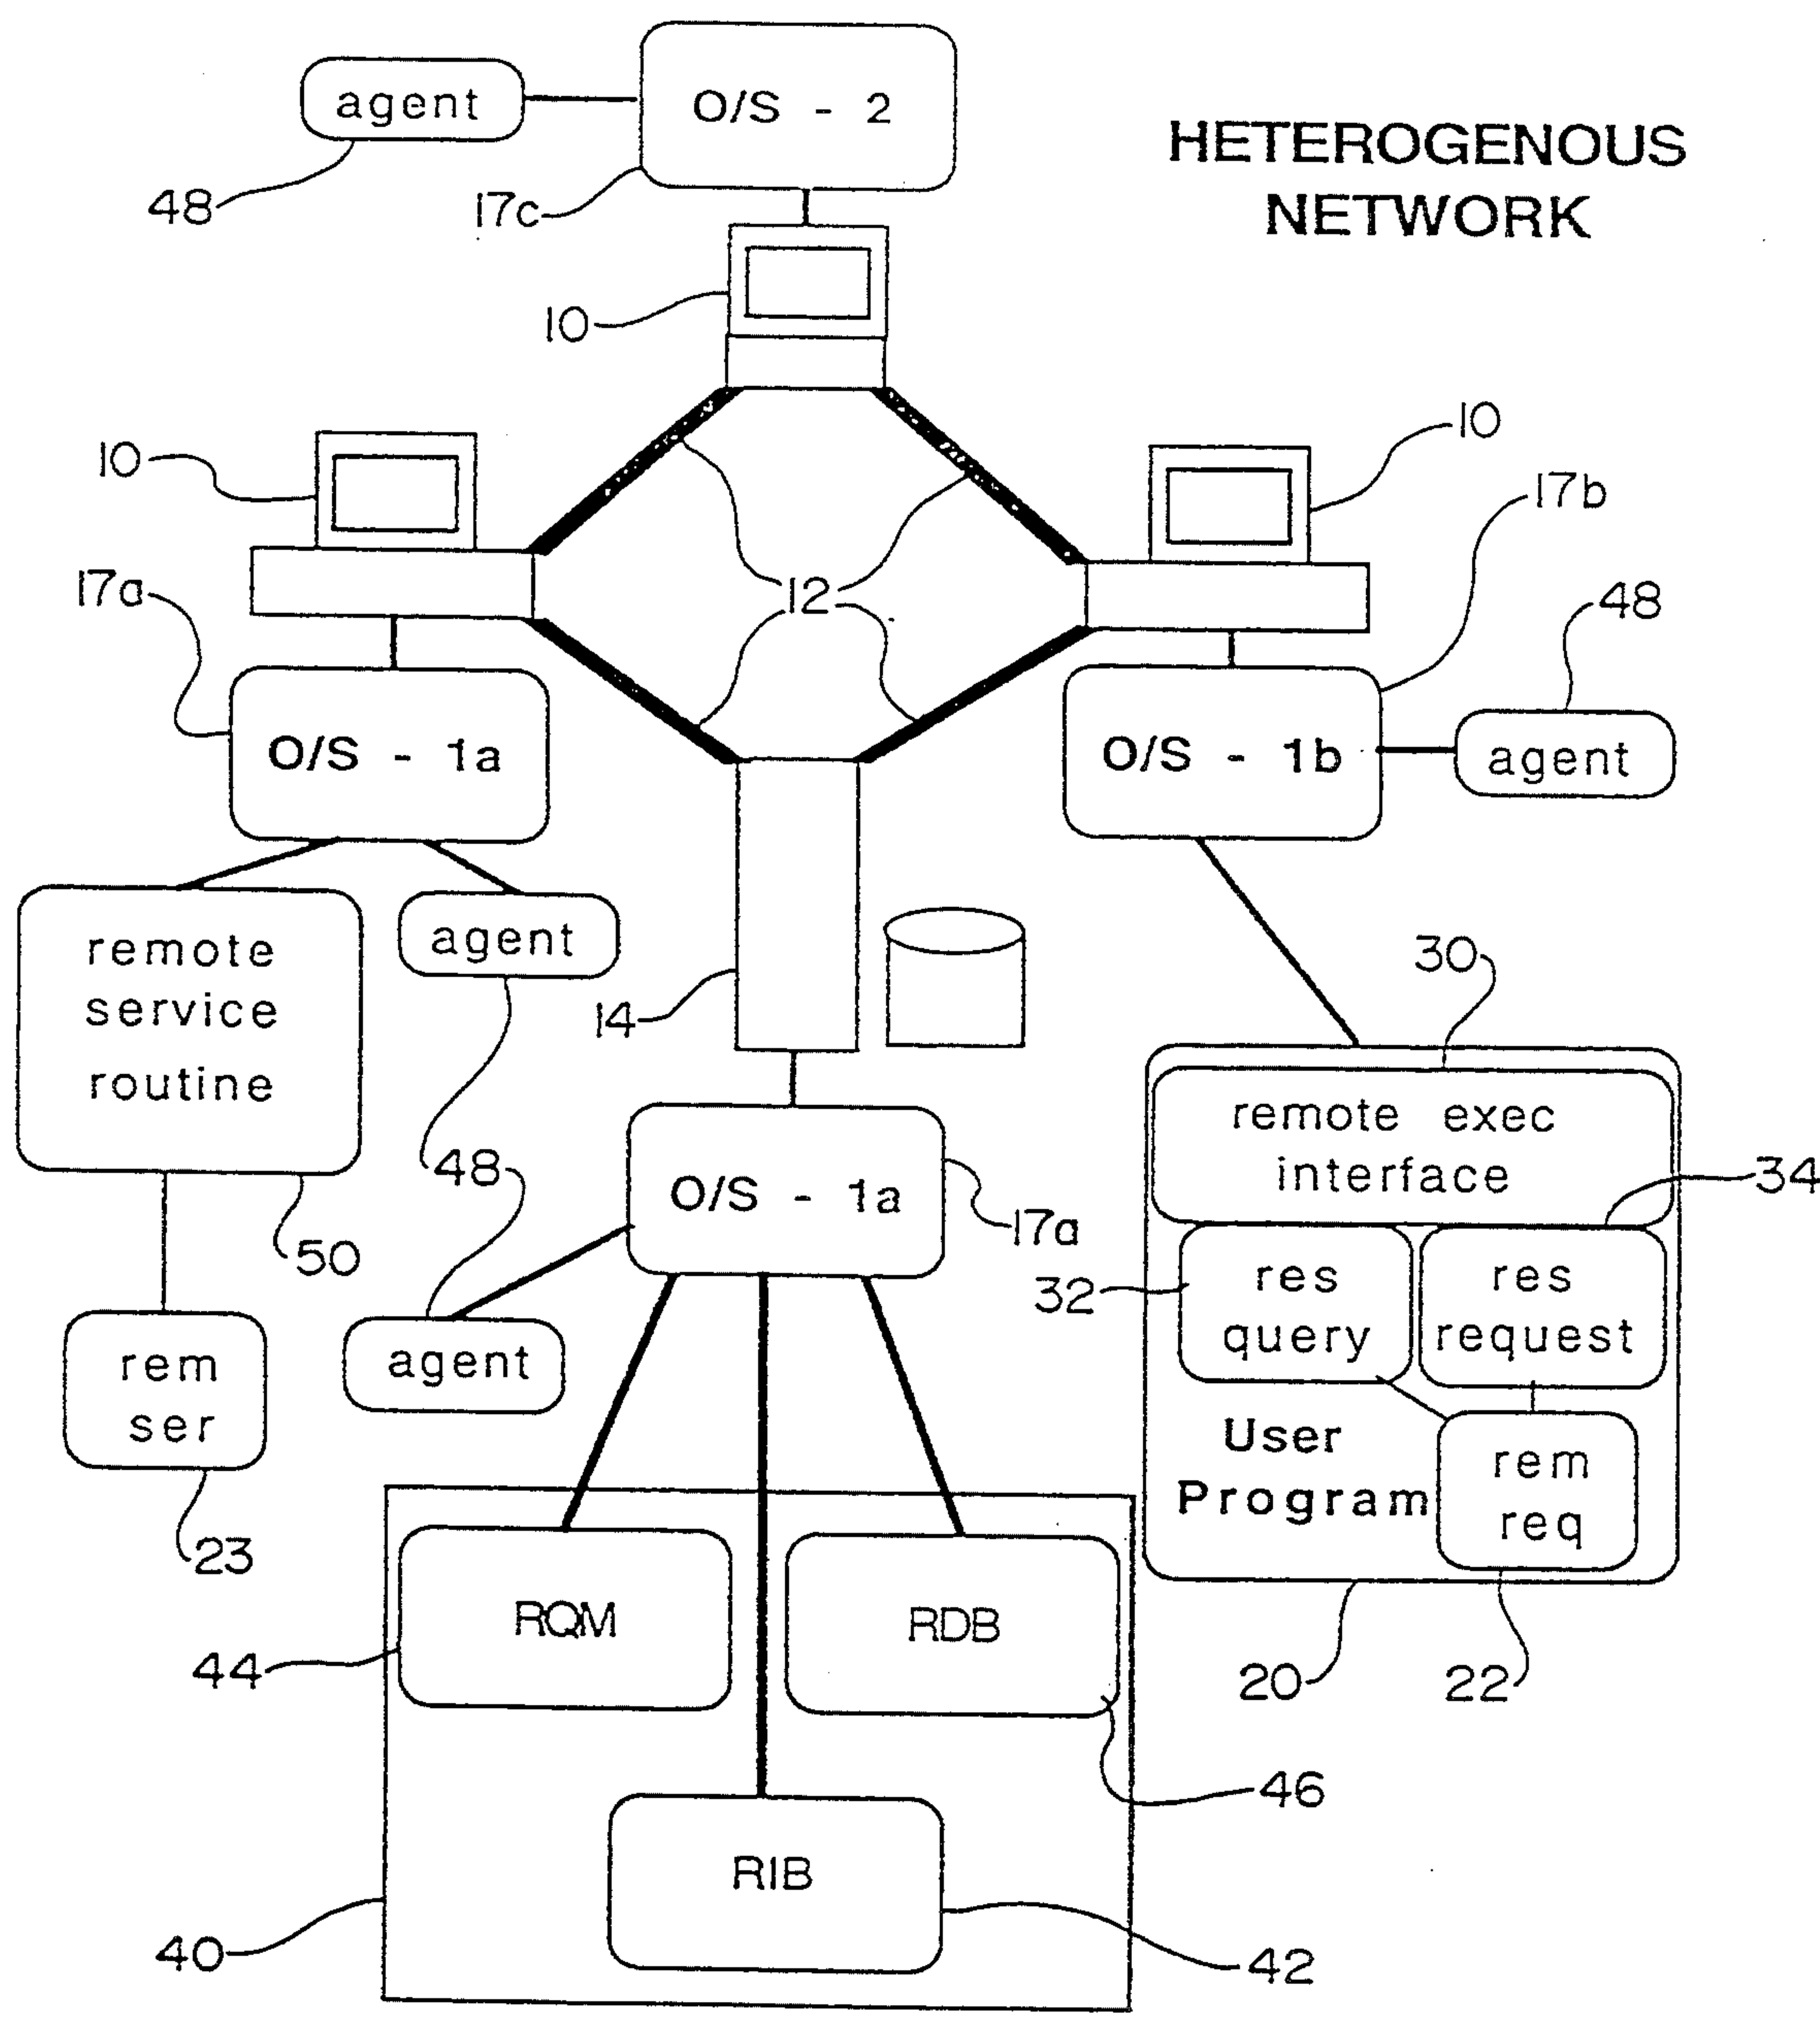 agent
O/S - 2
HETEROGENOUS
NETWORK
48
17c
10
10
10
17b
17a
12
48
O/S - 1a
O/S - 1b
agent
remote
service
routine
agent
14
30
remote exec
interface
34
48
O/S - 1a
17a
50
32
res
query
res
request
rem
ser
agent
User
Program
rem
req
23
RQM
RDB
44
20
22
46
RIB
40
42